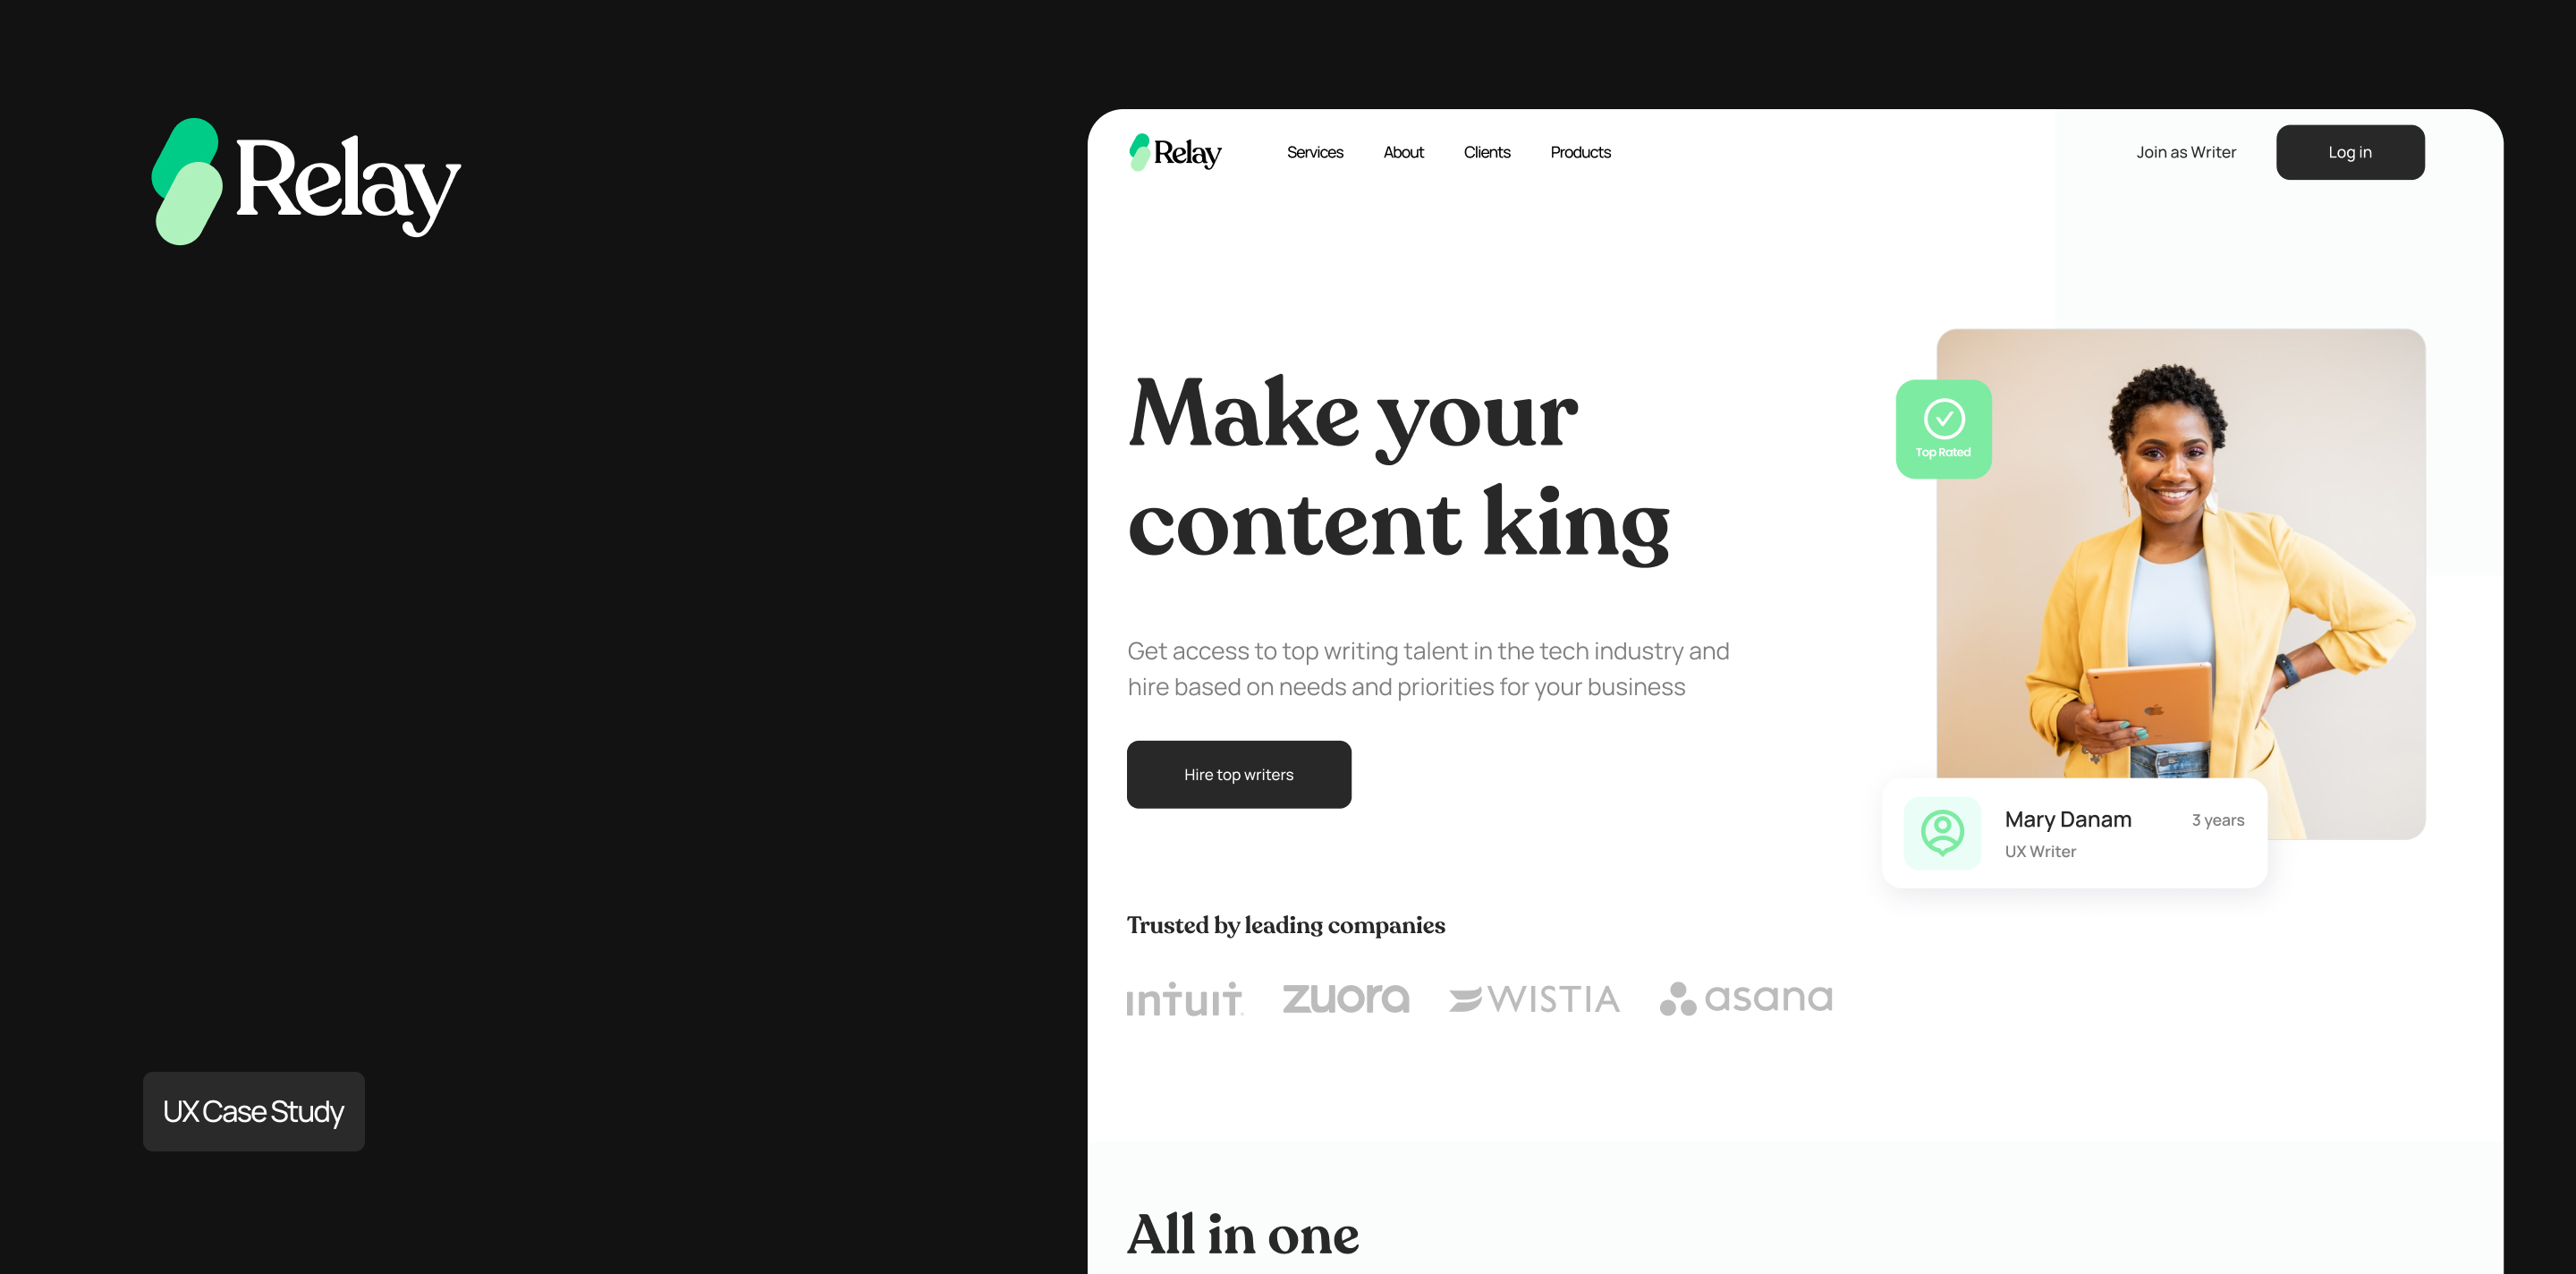 Relay
UX Case Study
Relay
Services
About
Clients
Products
Join as Writer
Log in
Make your
content king
Get access to top writing talent in the tech industry and
hire based on needs and priorities for your business
Hire top writers
Top Rated
Mary Danam
3 years
UX Writer
Trusted by leading companies
intuit
zuora
WISTIA
asana
All in one